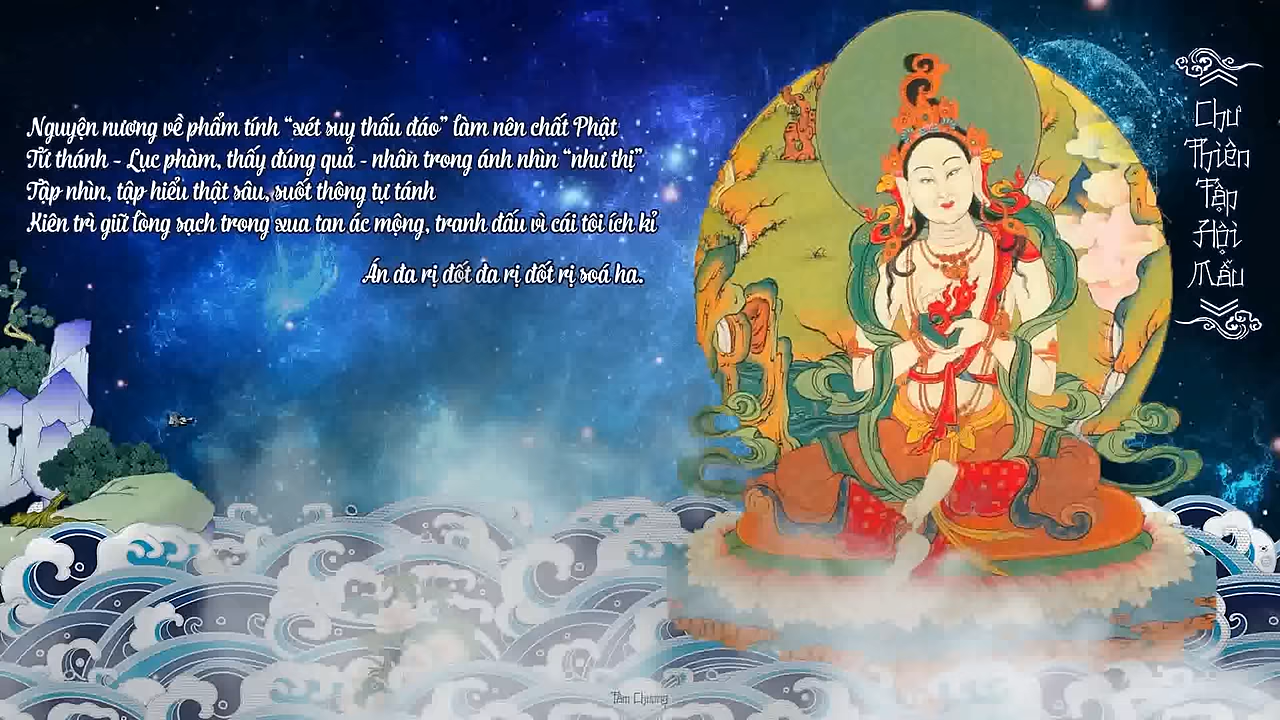 Nguyện nương về phẩm tính “xét suy thấu đáo” làm nên chất Phật
Tứ thánh - Lục phàm, thấy đúng quả - nhân trong ánh nhìn “như thị”
Tập nhìn, tập hiểu thật sâu, suốt thông tự tánh
Kiên trì giữ lòng sạch trong xua tan ác mộng, tranh đấu vì cái tôi ích kỉ
Án đa rị đốt đa rị đốt rị soá ha.
Chư
Thiên
Tập
Hội
Mẫu
Tâm Chương